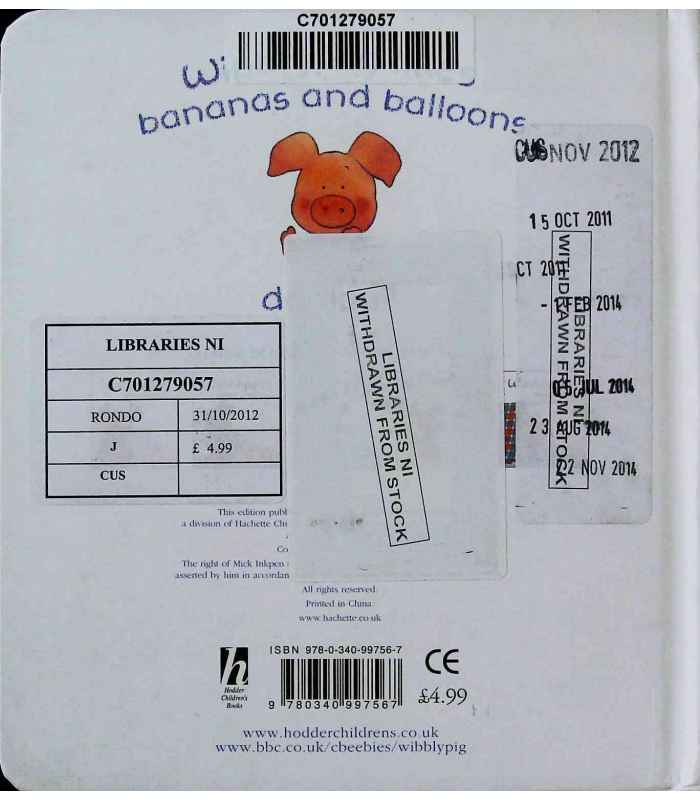 C701279057
Wi
bananas and balloons
CUS NOV 2012
15 OCT 2011
CT 2011
- 1 FEB 2014
JUL 2014
23 AUG 2014
22 NOV 2014
LIBRARIES NI
WITHDRAWN FROM STOCK
d
LIBRARIES NI
WITHDRAWN FROM STOCK
LIBRARIES NI
C701279057
RONDO 31/10/2012
J £ 4.99
CUS
This edition publ
a division of Hachette Chi
Co
The right of Mick Inkpen
asserted by him in accordan
All rights reserved.
Printed in China
www.hachette.co.uk
h
Hodder
Children's
Books
ISBN 978-0-340-99756-7
9 780340 997567
CE
£4.99
www.hodderchildrens.co.uk
www.bbc.co.uk/cbeebies/wibblypig